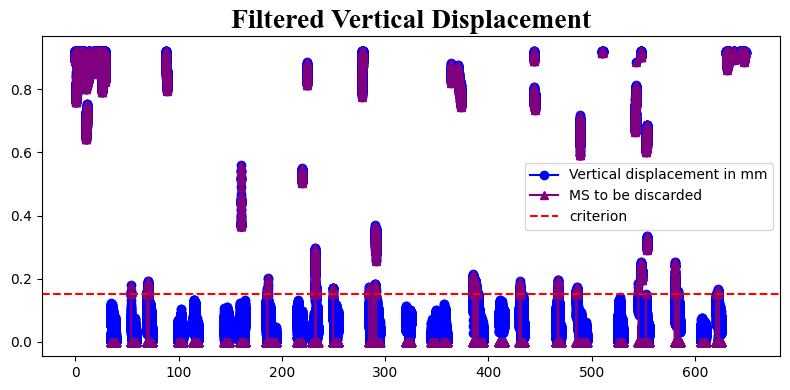 Filtered Vertical Displacement
0.8
0.6
0.4
0.2
0.0
Vertical displacement in mm
MS to be discarded
criterion
0 100 200 300 400 500 600